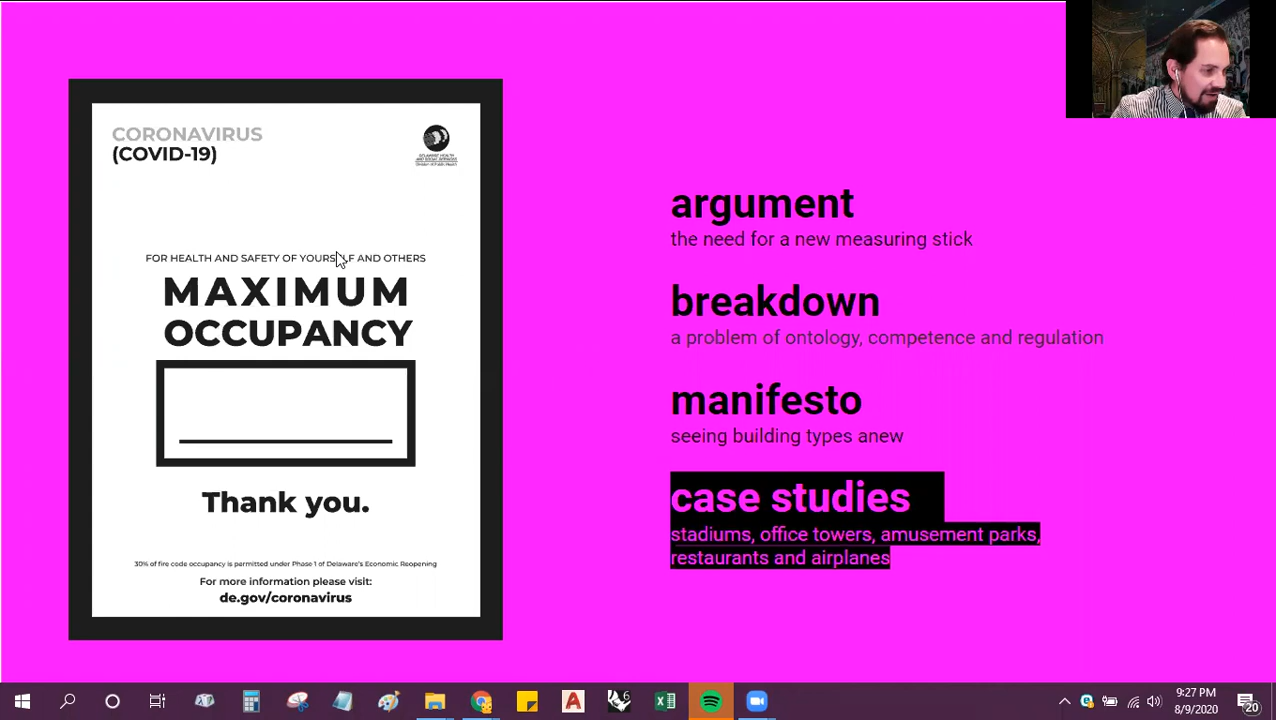 CORONAVIRUS
(COVID-19)
FOR HEALTH AND SAFETY OF YOURSELF AND OTHERS
MAXIMUM
OCCUPANCY
Thank you.
30% of fire code occupancy is permitted under Phase 1 of Delaware's Economic Reopening
For more information please visit:
de.gov/coronavirus
argument
the need for a new measuring stick
breakdown
a problem of ontology, competence and regulation
manifesto
seeing building types anew
case studies
stadiums, office towers, amusement parks,
restaurants and airplanes
6
9:27 PM
8/9/2020
20